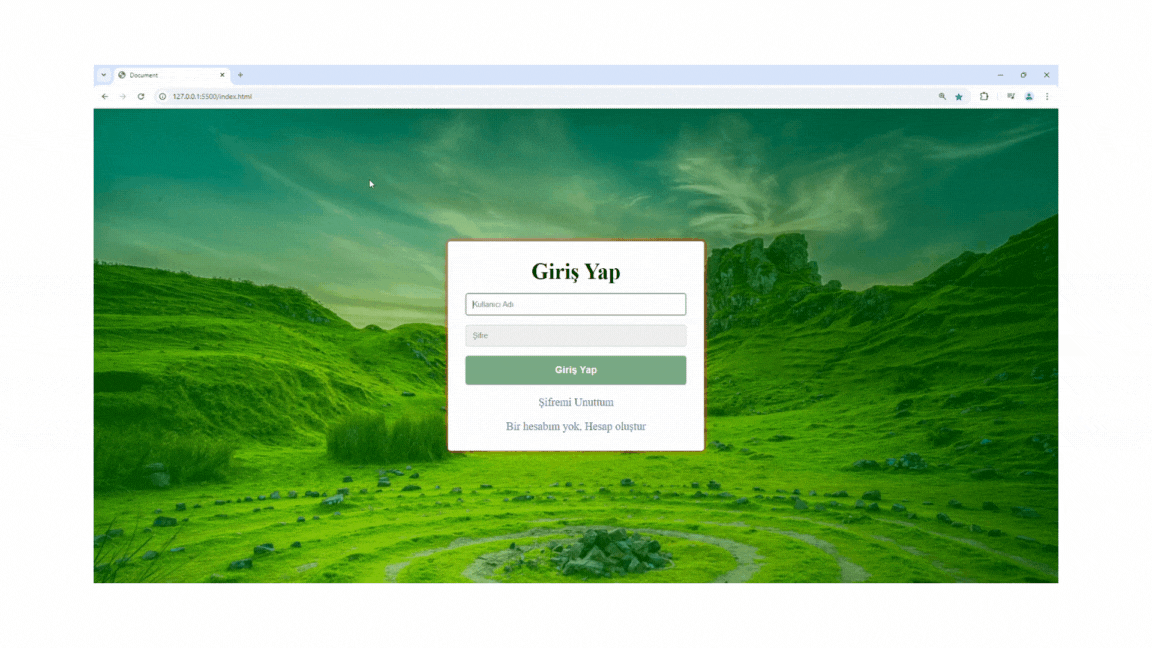 Document
127.0.0.1:5500/index.html
Giriş Yap
Kullanıcı Adı
Şifre
Giriş Yap
Şifremi Unuttum
Bir hesabım yok, Hesap oluştur